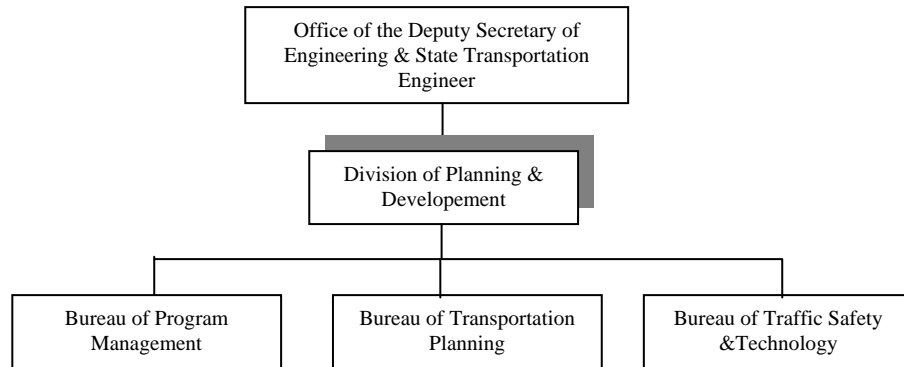 Office of the Deputy Secretary of
Engineering & State Transportation
Engineer
Division of Planning &
Developement
Bureau of Program
Management
Bureau of Transportation
Planning
Bureau of Traffic Safety
&Technology